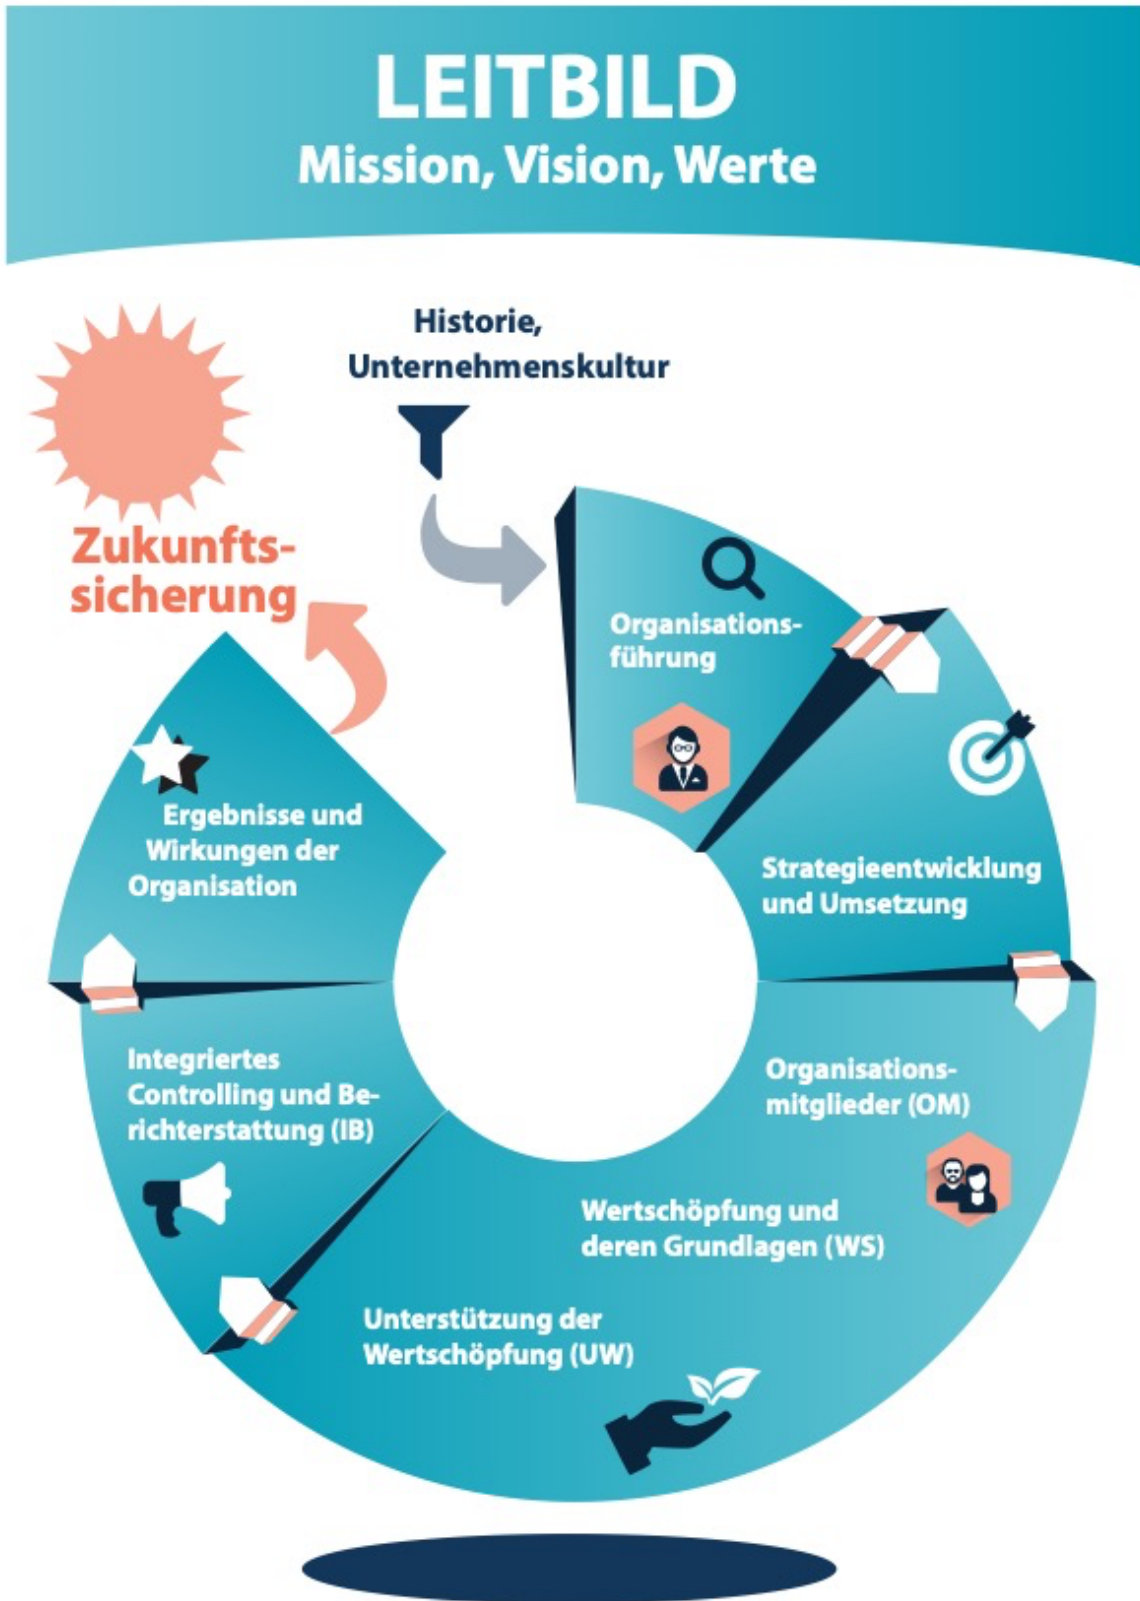 LEITBILD
Mission, Vision, Werte
Historie,
Unternehmenskultur
Zukunfts-
sicherung
Organisations-
führung
Strategieentwicklung
und Umsetzung
Organisations-
mitglieder (OM)
Wertschöpfung und
deren Grundlagen (WS)
Unterstützung der
Wertschöpfung (UW)
Integriertes
Controlling und Be-
richterstattung (IB)
Ergebnisse und
Wirkungen der
Organisation